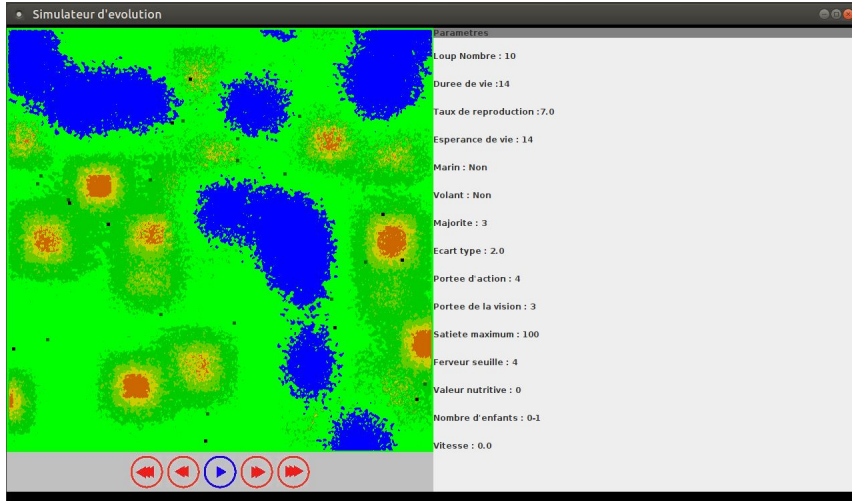 Simulateur d'evolution
Parametres
Loup Nombre : 10
Duree de vie :14
Taux de reproduction :7.0
Esperance de vie : 14
Marin : Non
Volant : Non
Majorite : 3
Ecart type : 2.0
Portee d'action : 4
Portee de la vision : 3
Satiete maximum : 100
Ferveur seuille : 4
Valeur nutritive : 0
Nombre d'enfants : 0-1
Vitesse : 0.0